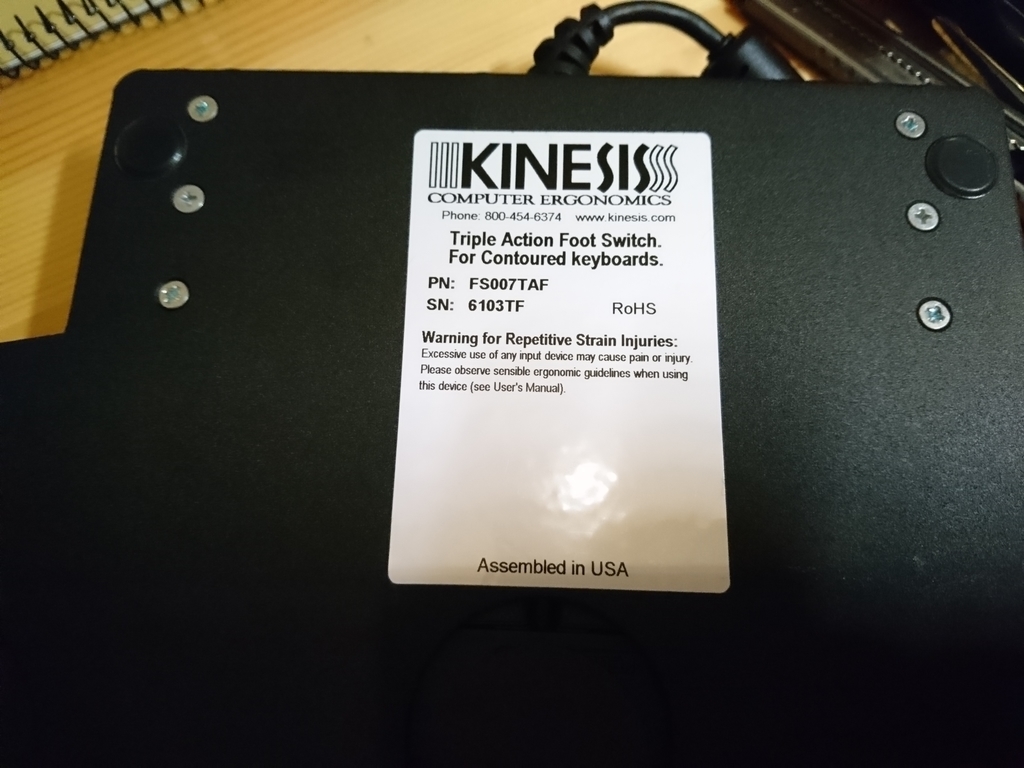 KINESIS
COMPUTER ERGONOMICS
Phone: 800-454-6374 www.kinesis.com
Triple Action Foot Switch.
For Contoured keyboards.
PN: FS007TAF
SN: 6103TF RoHS
Warning for Repetitive Strain Injuries:
Excessive use of any input device may cause pain or injury.
Please observe sensible ergonomic guidelines when using
this device (see User's Manual).
Assembled in USA